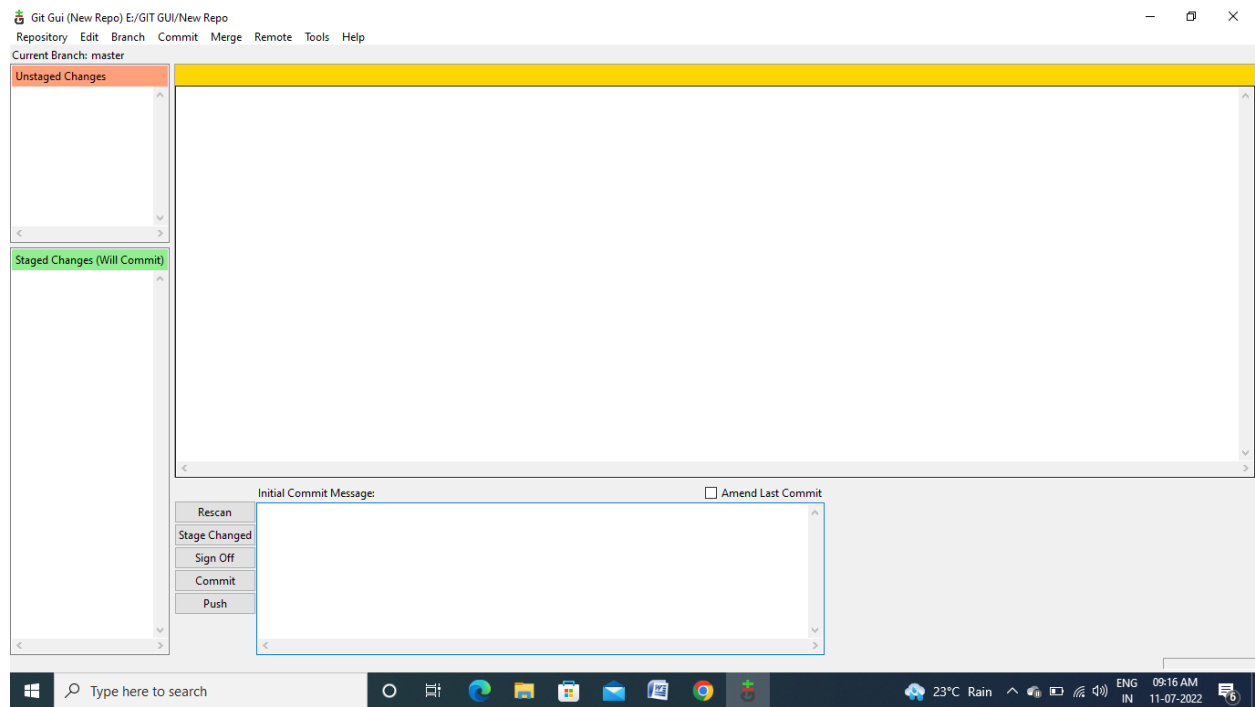 Git Gui (New Repo) E:/GIT GUI/New Repo
Repository Edit Branch Commit Merge Remote Tools Help
Current Branch: master
Unstaged Changes
Staged Changes (Will Commit)
Initial Commit Message:
Amend Last Commit
Rescan
Stage Changed
Sign Off
Commit
Push
Type here to search
23°C Rain
ENG
IN
09:16 AM
11-07-2022
6